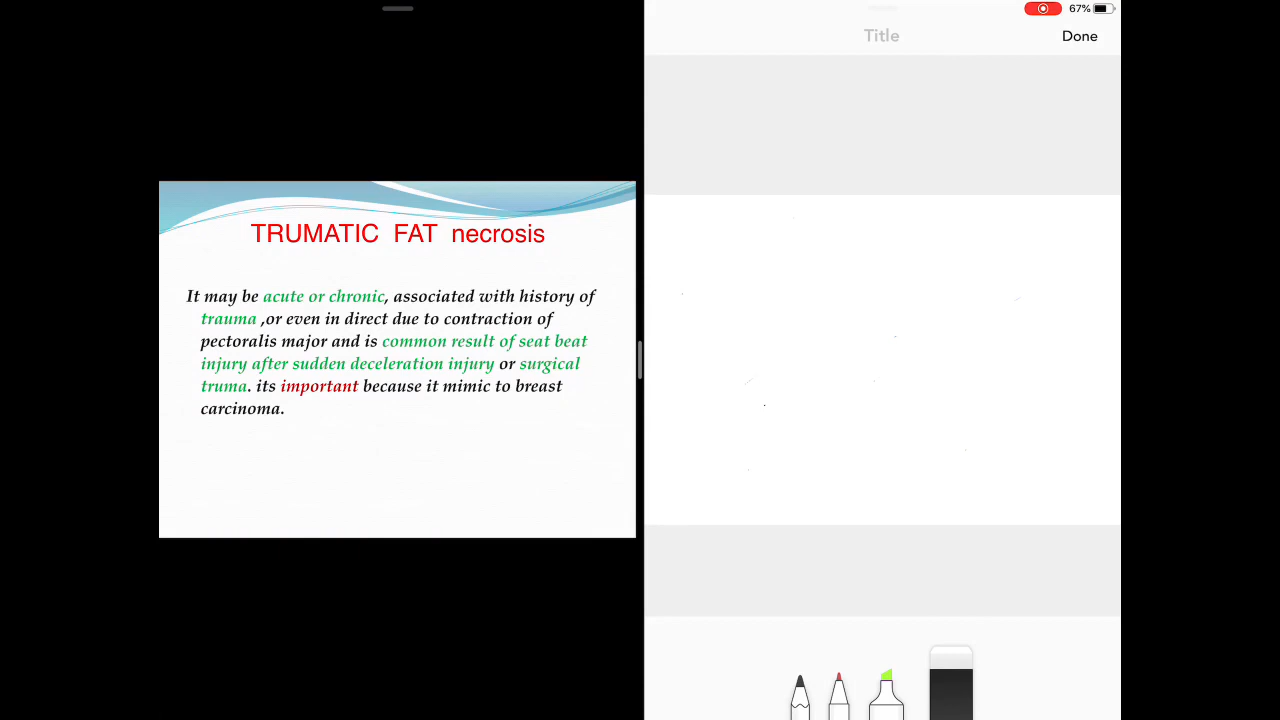 67%
Title
Done
TRUMATIC FAT necrosis
It may be acute or chronic, associated with history of
trauma ,or even in direct due to contraction of
pectoralis major and is common result of seat beat
injury after sudden deceleration injury or surgical
truma. its important because it mimic to breast
carcinoma.